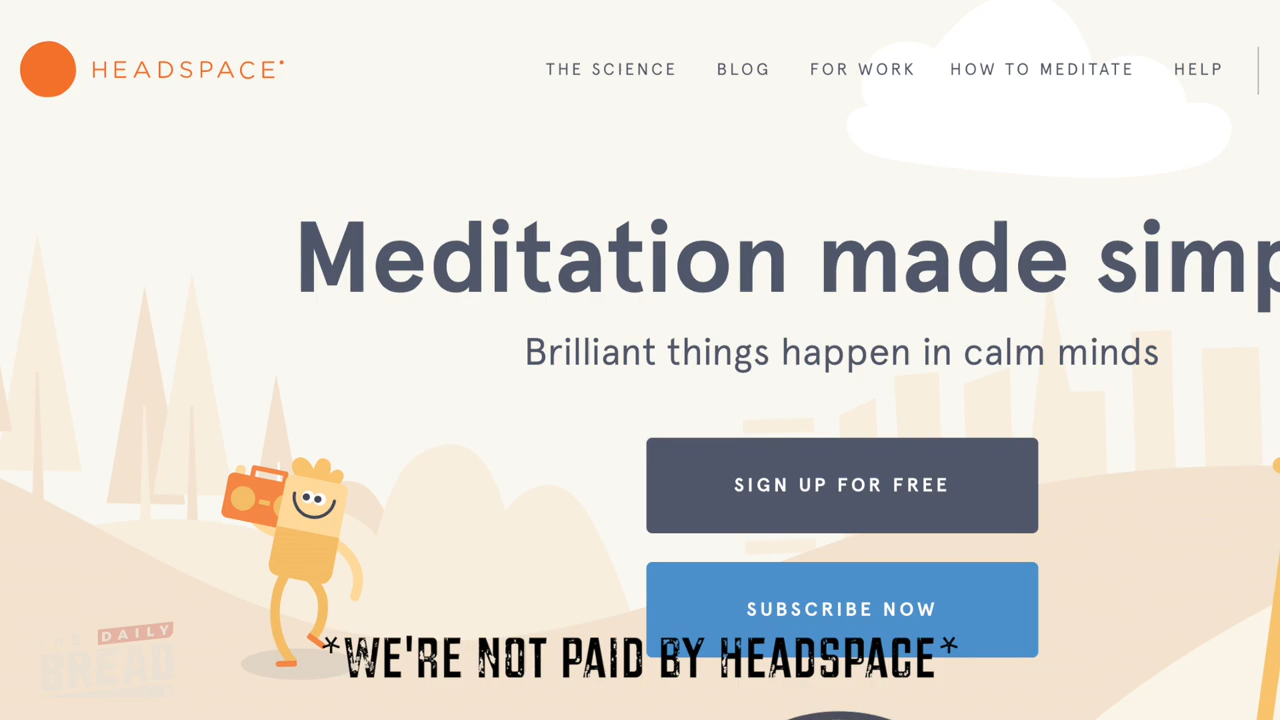 HEADSPACE
THE SCIENCE BLOG FOR WORK HOW TO MEDITATE HELP
Meditation made simp
Brilliant things happen in calm minds
SIGN UP FOR FREE
SUBSCRIBE NOW
DAILY
BREAD
*WE'RE NOT PAID BY HEADSPACE*